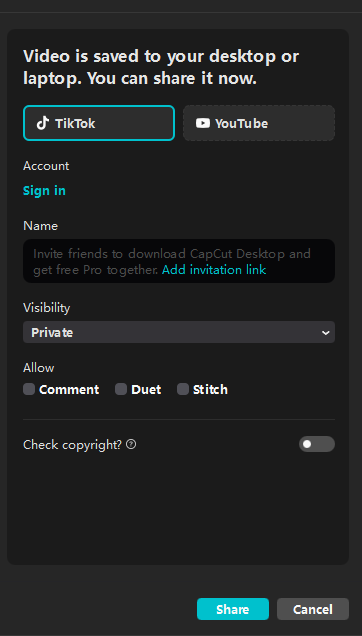 Video is saved to your desktop or
laptop. You can share it now.
TikTok
YouTube
Account
Sign in
Name
Invite friends to download CapCut Desktop and
get free Pro together. Add invitation link
Visibility
Private
Allow
Comment
Duet
Stitch
Check copyright?
Share
Cancel